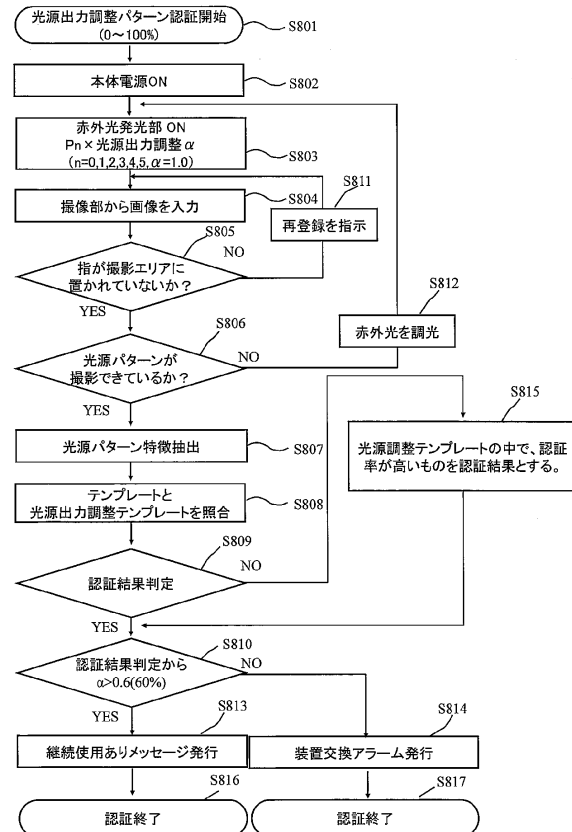 光源出力調整パターン認証開始
(0～100%)
S801
本体電源ON
S802
赤外光発光部 ON
Pn×光源出力調整α
(n=0,1,2,3,4,5,α=1.0)
S803
S804
撮像部から画像を入力
S811
再登録を指示
S805
NO
指が撮影エリアに
置かれていないか？
YES
S812
赤外光を調光
S806
光源パターンが
撮影できているか？
NO
YES
S815
光源調整テンプレートの中で、認証
率が高いものを認証結果とする。
光源パターン特徴抽出
S807
テンプレートと
光源出力調整テンプレートを照合
S808
S809
NO
認証結果判定
YES
S810
認証結果判定から
α>0.6(60%)
NO
YES
S813
継続使用ありメッセージ発行
S814
装置交換アラーム発行
S816
認証終了
S817
認証終了